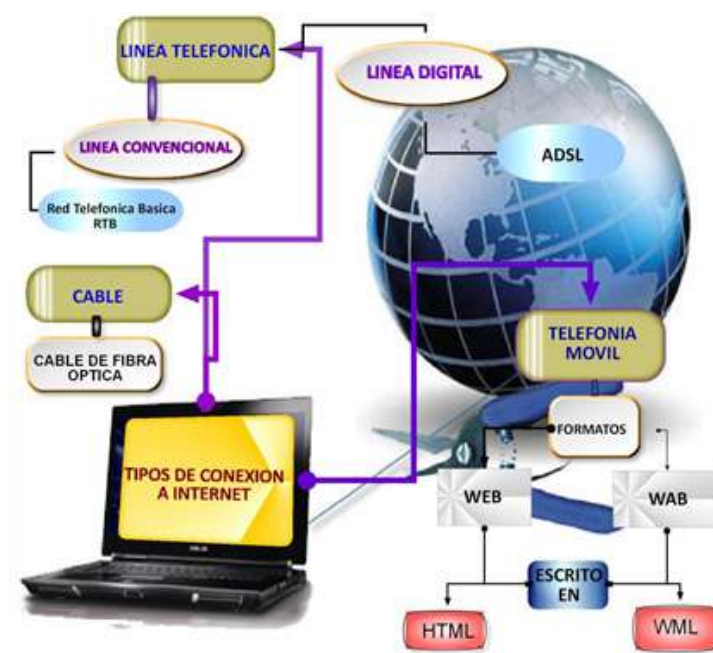 LINEA TELEFONICA
LINEA DIGITAL
LINEA CONVENCIONAL
ADSL
Red Telefonica Basica
RTB
CABLE
CABLE DE FIBRA
OPTICA
TELEFONIA
MOVIL
FORMATOS
TIPOS DE CONEXION
A INTERNET
WEB
WAB
ESCRITO
EN
HTML
WML
ASUS